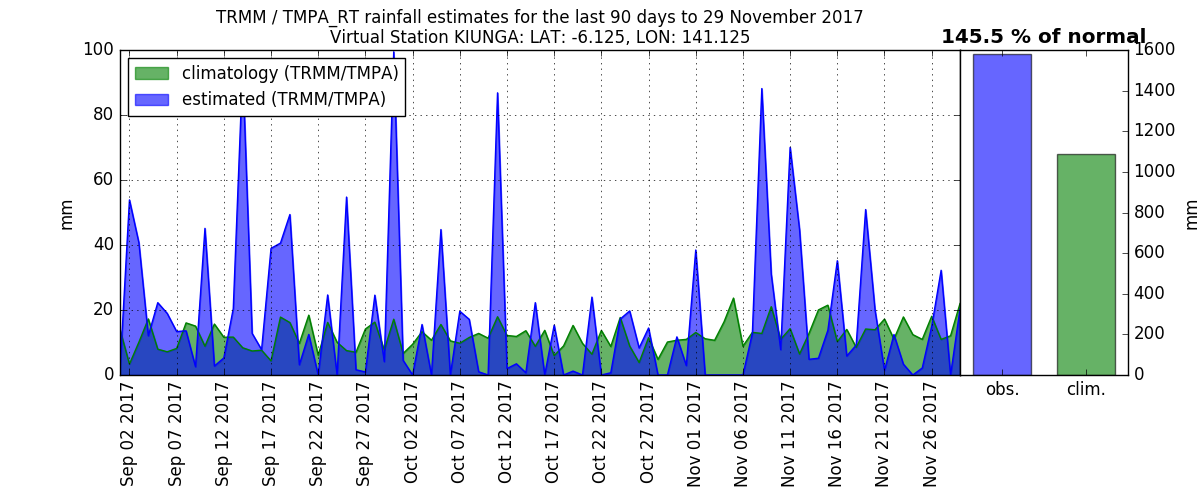 TRMM / TMPA_RT rainfall estimates for the last 90 days to 29 November 2017
Virtual Station KIUNGA: LAT: -6.125, LON: 141.125
145.5 % of normal
climatology (TRMM/TMPA)
estimated (TRMM/TMPA)
mm
100
80
60
40
20
0
Sep 02 2017
Sep 07 2017
Sep 12 2017
Sep 17 2017
Sep 22 2017
Sep 27 2017
Oct 02 2017
Oct 07 2017
Oct 12 2017
Oct 17 2017
Oct 22 2017
Oct 27 2017
Nov 01 2017
Nov 06 2017
Nov 11 2017
Nov 16 2017
Nov 21 2017
Nov 26 2017
obs.
clim.
1600
1400
1200
1000
800
600
400
200
0
mm